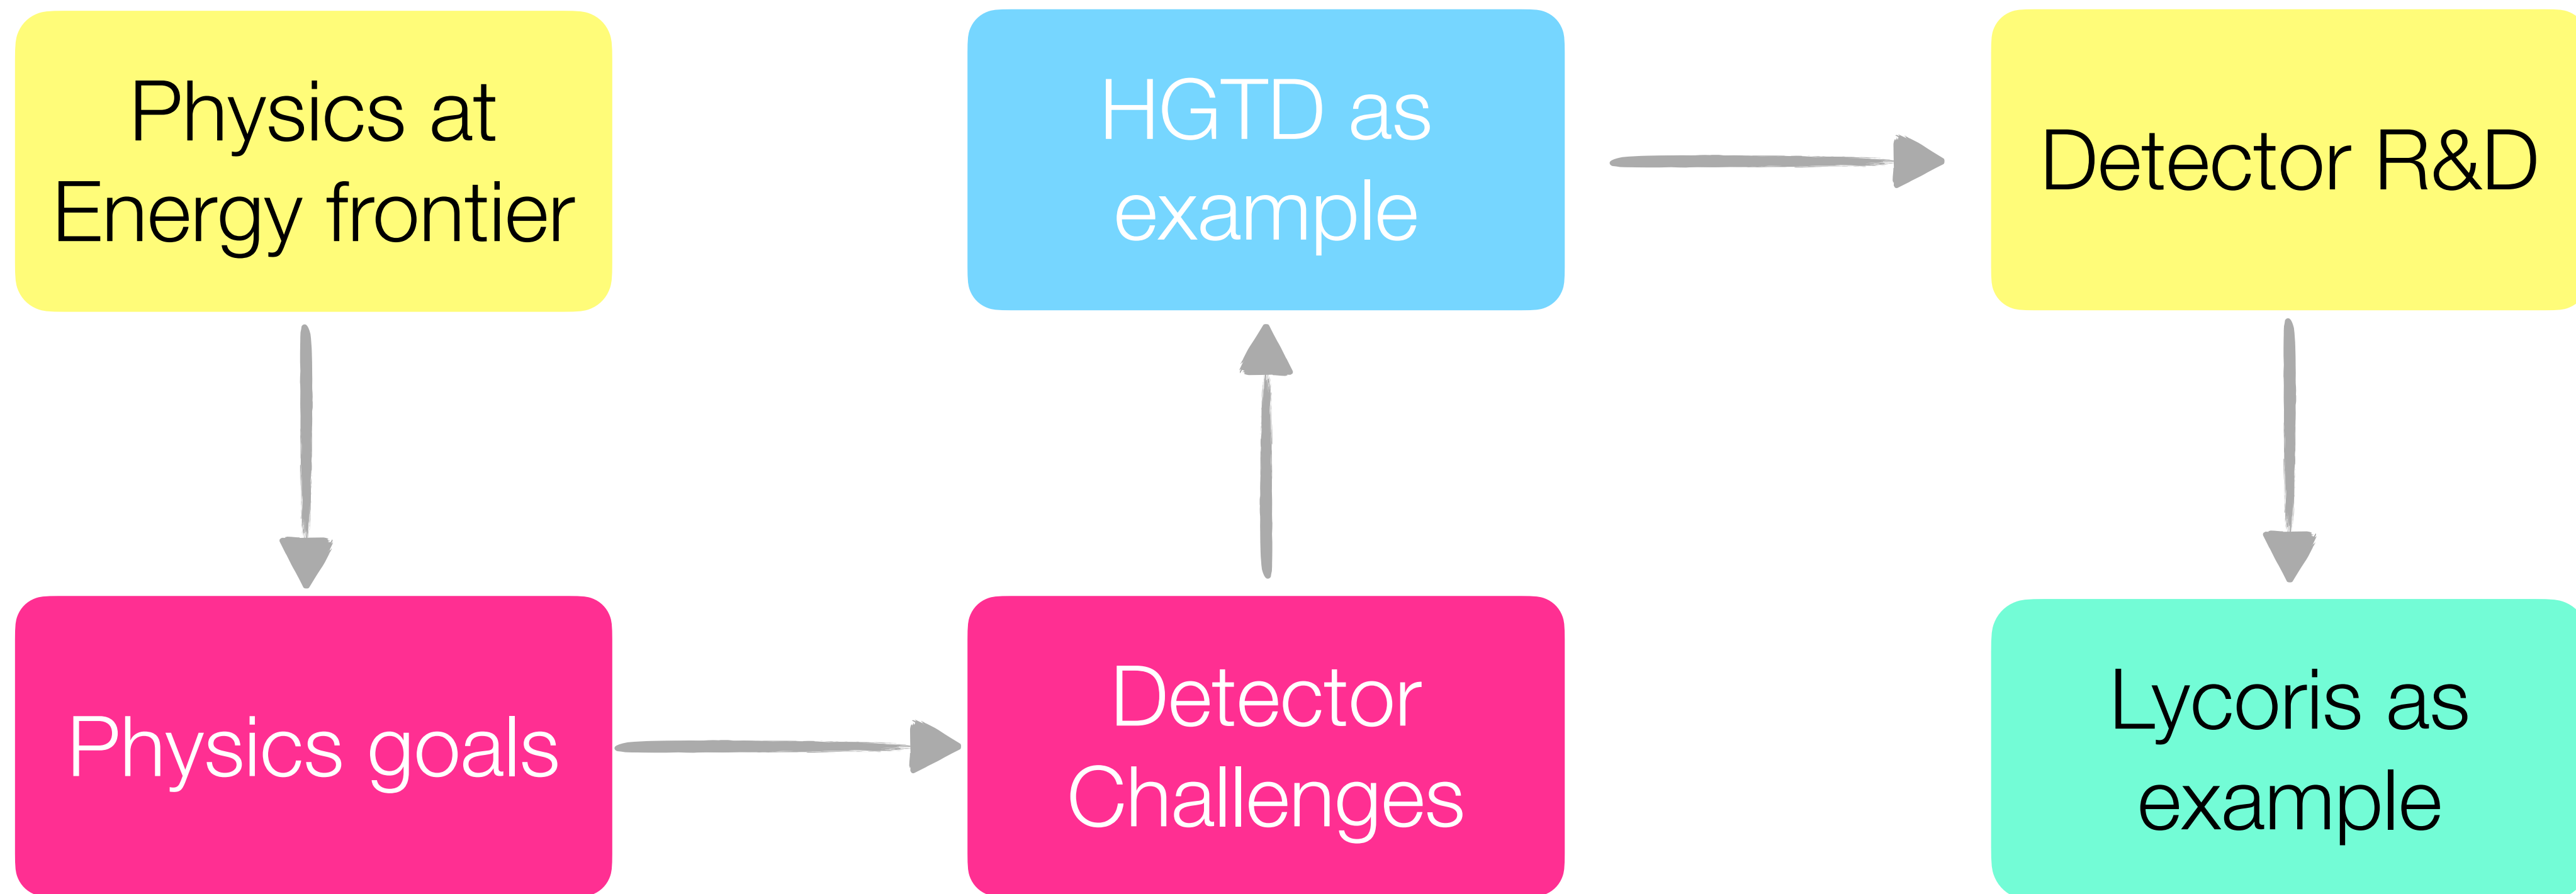 Physics at
Energy frontier
Physics goals
Detector
Challenges
HGTD as
example
Detector R&D
Lycoris as
example